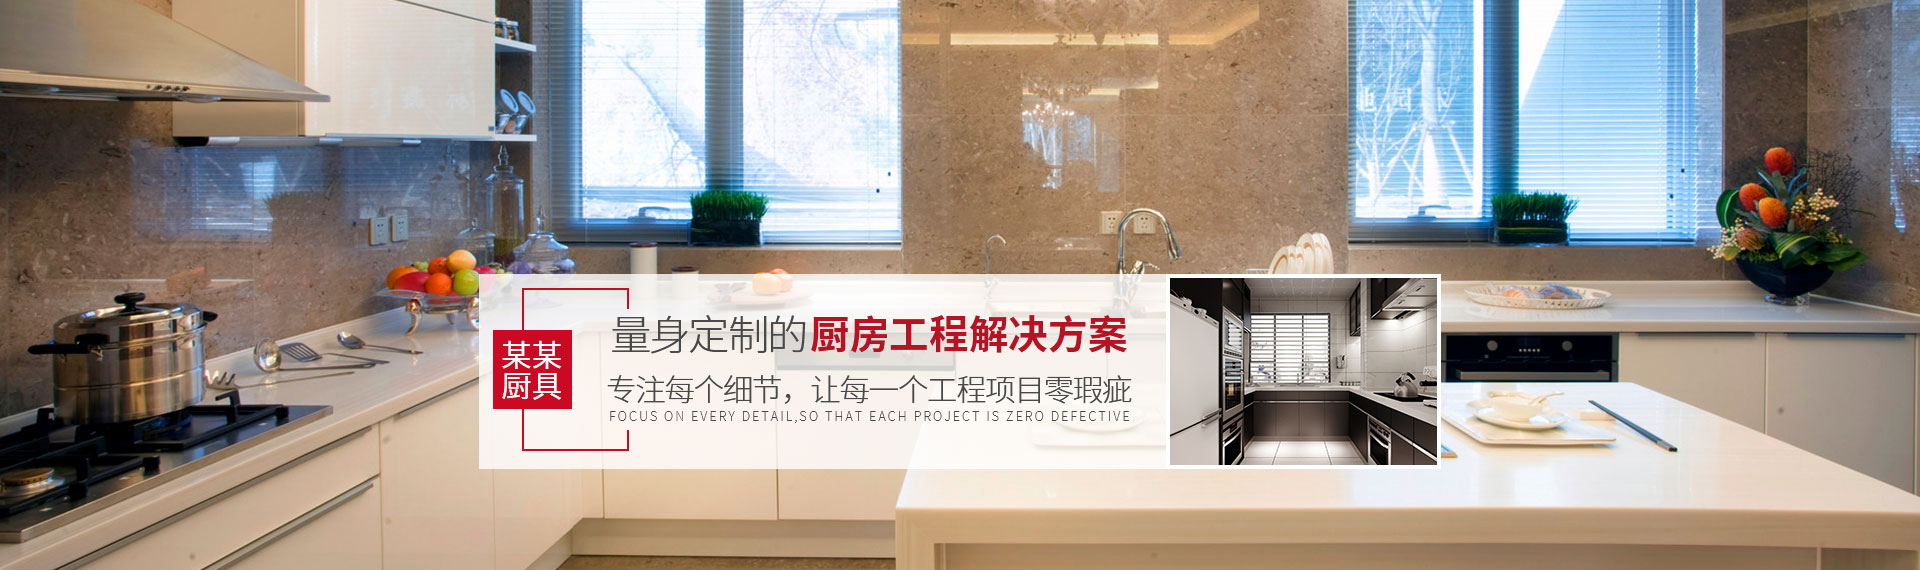 某某
厨具
量身定制的厨房工程解决方案
专注每个细节，让每一个工程项目零瑕疵
FOCUS ON EVERY DETAIL,SO THAT EACH PROJECT IS ZERO DEFECTIVE